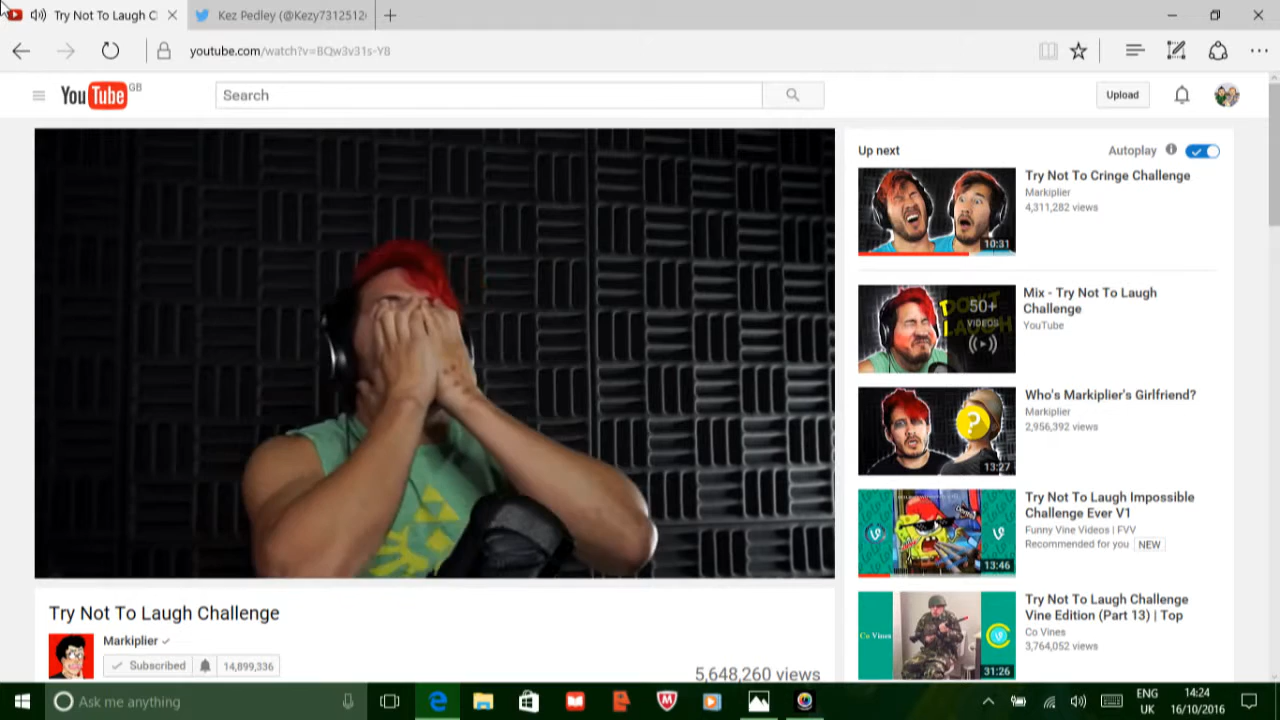 Try Not To Laugh C
Kez Pedley (@Kezy7312512
youtube.com/watch?v=BQw3v31s-Y8
YouTube GB
Search
Upload
Up next
Autoplay
Try Not To Cringe Challenge
Markiplier
4,311,282 views
10:31
Mix - Try Not To Laugh
Challenge
YouTube
50+
VIDEOS
DON'T
LAUGH
Who's Markiplier's Girlfriend?
Markiplier
2,956,392 views
?
13:27
Try Not To Laugh Impossible
Challenge Ever V1
Funny Vine Videos | FVV
Recommended for you NEW
13:46
Try Not To Laugh Challenge
Vine Edition (Part 13) | Top
Co Vines
3,764,052 views
Co Vines
31:26
Try Not To Laugh Challenge
Markiplier
Subscribed 14,899,336
5,648,260 views
Ask me anything
ENG
UK
14:24
16/10/2016